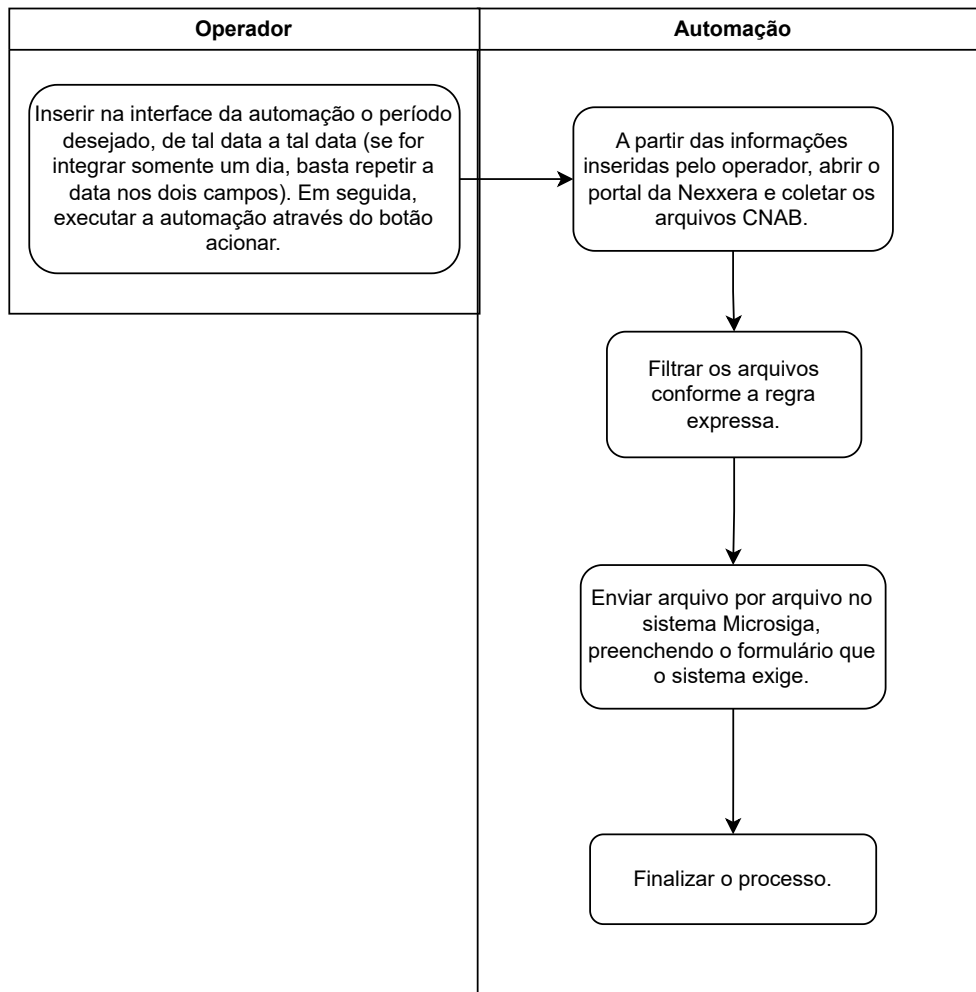 Operador
Automação
Inserir na interface da automação o período
desejado, de tal data a tal data (se for
integrar somente um dia, basta repetir a
data nos dois campos). Em seguida,
executar a automação através do botão
acionar.
A partir das informações
inseridas pelo operador, abrir o
portal da Nexxera e coletar os
arquivos CNAB.
Filtrar os arquivos
conforme a regra
expressa.
Enviar arquivo por arquivo no
sistema Microsiga,
preenchendo o formulário que
o sistema exige.
Finalizar o processo.